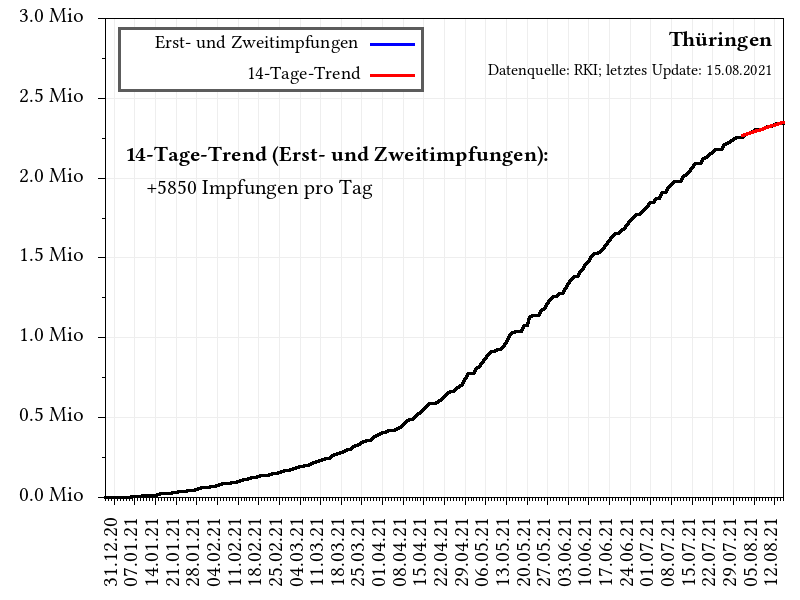 3.0 Mio
2.5 Mio
2.0 Mio
1.5 Mio
1.0 Mio
0.5 Mio
0.0 Mio
Erst- und Zweitimpfungen
14-Tage-Trend
Thüringen
Datenquelle: RKI; letztes Update: 15.08.2021
14-Tage-Trend (Erst- und Zweitimpfungen):
+5850 Impfungen pro Tag
31.12.20
07.01.21
14.01.21
21.01.21
28.01.21
04.02.21
11.02.21
18.02.21
25.02.21
04.03.21
11.03.21
18.03.21
25.03.21
01.04.21
08.04.21
15.04.21
22.04.21
29.04.21
06.05.21
13.05.21
20.05.21
27.05.21
03.06.21
10.06.21
17.06.21
24.06.21
01.07.21
08.07.21
15.07.21
22.07.21
29.07.21
05.08.21
12.08.21